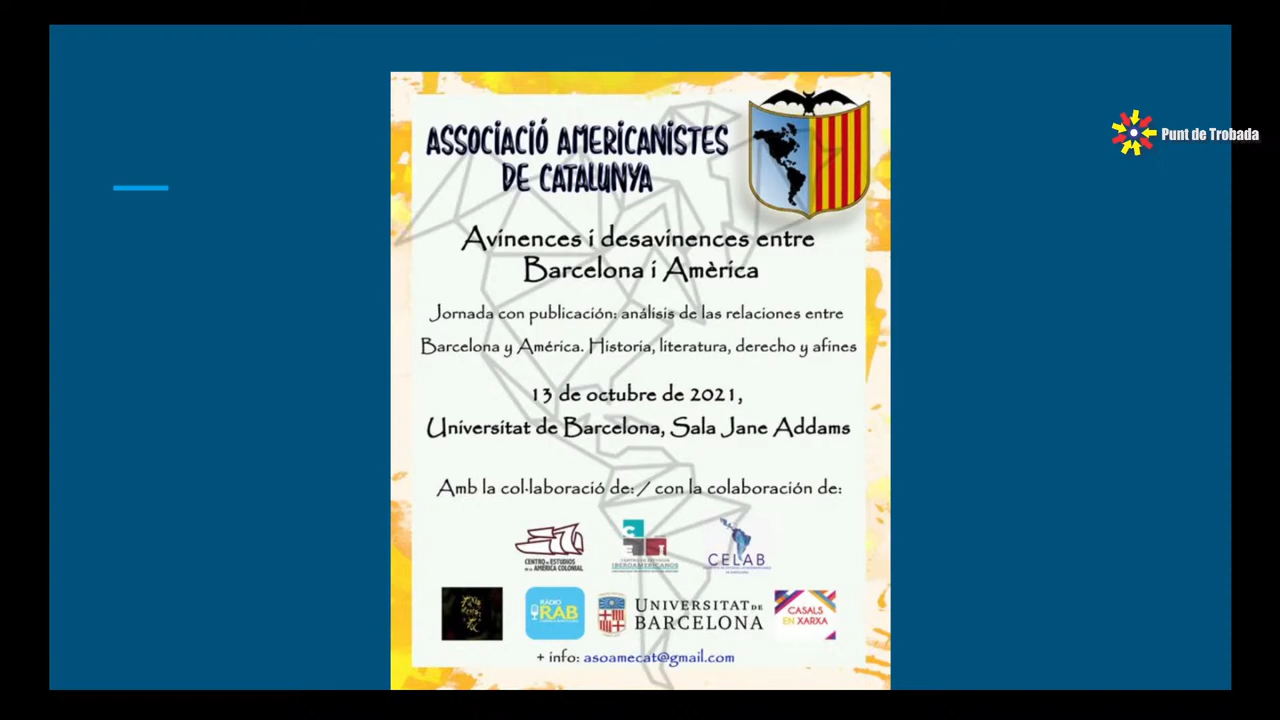 Punt de Trobada
ASSOCIACIÓ AMERICANISTES
DE CATALUNYA
Avinences i desavinences entre
Barcelona i Amèrica
Jornada con publicación: análisis de las relaciones entre
Barcelona y América. Historia, literatura, derecho y afines
13 de octubre de 2021,
Universitat de Barcelona, Sala Jane Addams
Amb la col·laboració de: / con la colaboración de:
CENTRO DE ESTUDIOS
DE LA AMÉRICA COLONIAL
IBEROAMERICANOS
CELAB
RÀDIO
RAB
UNIVERSITAT DE
BARCELONA
CASALS
EN XARXA
+ info: asoamecat@gmail.com